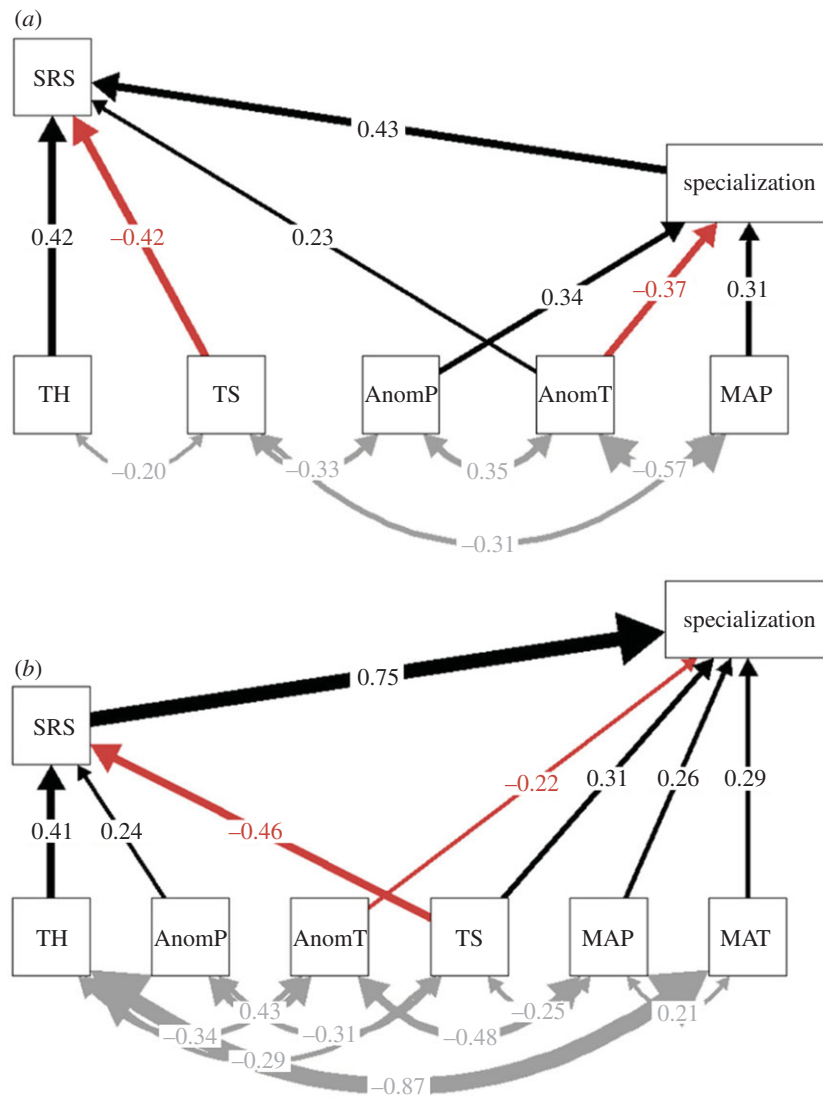 (a)
SRS
0.43
specialization
0.42
–0.42
0.23
0.34
–0.37
0.31
TH
TS
AnomP
AnomT
MAP
–0.20
–0.33
0.35
–0.57
–0.31
specialization
(b)
0.75
SRS
–0.22
0.31
0.26
0.29
0.41
0.24
–0.46
TH
AnomP
AnomT
TS
MAP
MAT
0.43
–0.25
0.21
–0.34
–0.31
–0.48
–0.29
–0.87